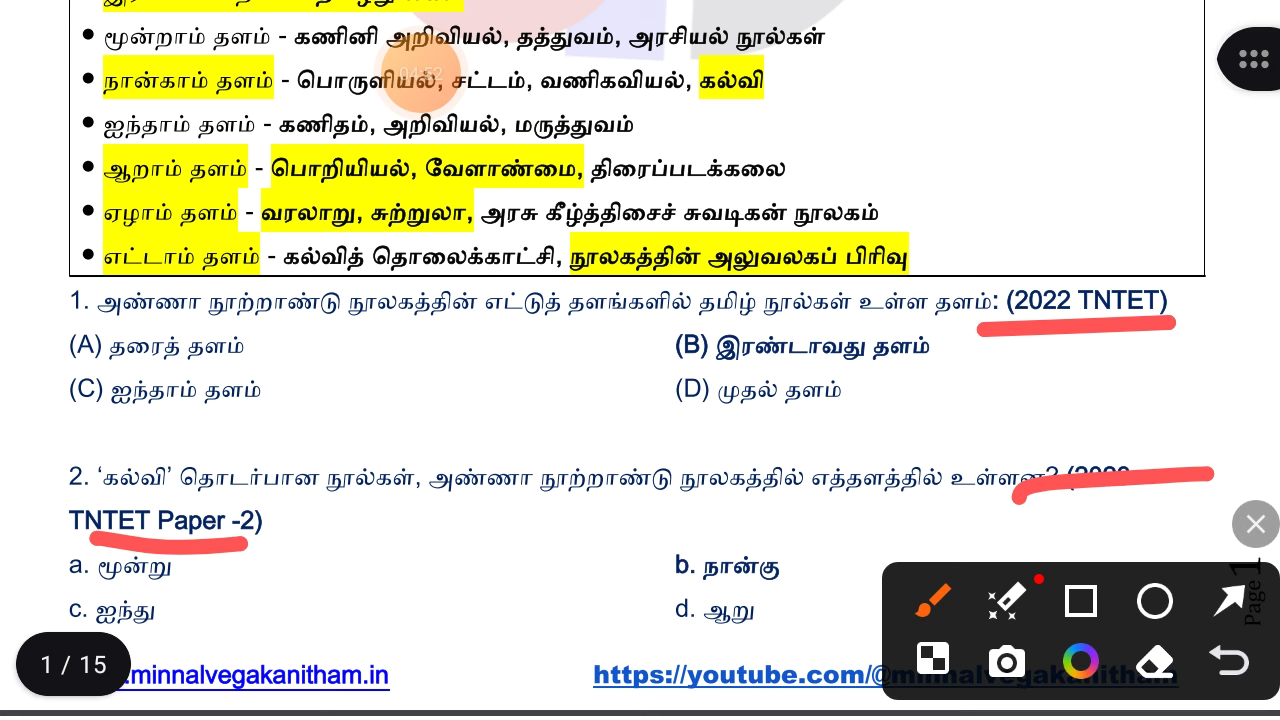 மூன்றாம் தளம் - கணினி அறிவியல், தத்துவம், அரசியல் நூல்கள்
நான்காம் தளம் - பொருளியல், சட்டம், வணிகவியல், கல்வி
04:52
ஐந்தாம் தளம் - கணிதம், அறிவியல், மருத்துவம்
ஆறாம் தளம் - பொறியியல், வேளாண்மை, திரைப்படக்கலை
ஏழாம் தளம் - வரலாறு, சுற்றுலா, அரசு கீழ்த்திசைச் சுவடிகள் நூலகம்
எட்டாம் தளம் - கல்வித் தொலைக்காட்சி, நூலகத்தின் அலுவலகப் பிரிவு
1. அண்ணா நூற்றாண்டு நூலகத்தின் எட்டுத் தளங்களில் தமிழ் நூல்கள் உள்ள தளம்: (2022 TNTET)
(A) தரைத் தளம் (B) இரண்டாவது தளம்
(C) ஐந்தாம் தளம் (D) முதல் தளம்
2. ‘கல்வி’ தொடர்பான நூல்கள், அண்ணா நூற்றாண்டு நூலகத்தில் எத்தளத்தில் உள்ளன?
TNTET Paper -2)
a. மூன்று b. நான்கு
c. ஐந்து d. ஆறு
Page 1
1 / 15
.minnalvegakanitham.in https://youtube.com/@minnalvegakanitham